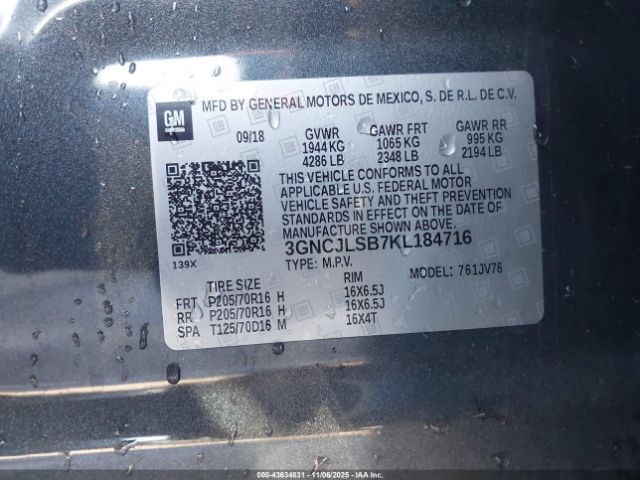 GM
MFD BY GENERAL MOTORS DE MEXICO, S. DE R.L. DE C.V.
09/18 GVWR GAWR FRT GAWR RR
1944 KG 1065 KG 995 KG
4286 LB 2348 LB 2194 LB
THIS VEHICLE CONFORMS TO ALL
APPLICABLE U.S. FEDERAL MOTOR
VEHICLE SAFETY AND THEFT PREVENTION
STANDARDS IN EFFECT ON THE DATE OF
MANUFACTURE SHOWN ABOVE.
3GNCJLSB7KL184716
139X TYPE: M.P.V. MODEL: 761JV76
TIRE SIZE RIM
FRT P205/70R16 H 16X6.5J
RR P205/70R16 H 16X6.5J
SPA T125/70D16 M 16X4T
000-43634831 - 11/06/2025 - IAAHV06